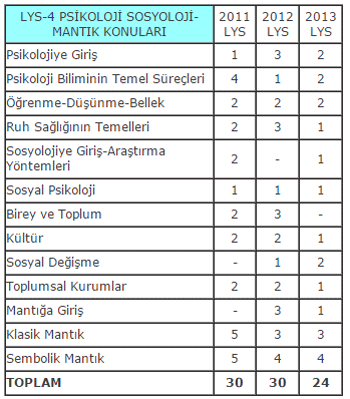 LYS-4 PSİKOLOJİ SOSYOLOJİ-
MANTIK KONULARI
2011
LYS
2012
LYS
2013
LYS
Psikolojiye Giriş 1 3 2
Psikoloji Biliminin Temel Süreçleri 4 1 2
Öğrenme-Düşünme-Bellek 2 2 2
Ruh Sağlığının Temelleri 2 3 1
Sosyolojiye Giriş-Araştırma
Yöntemleri 2 - 1
Sosyal Psikoloji 1 1 1
Birey ve Toplum 2 3 -
Kültür 2 2 1
Sosyal Değişme - 1 2
Toplumsal Kurumlar 2 2 1
Mantığa Giriş - 3 1
Klasik Mantık 5 3 3
Sembolik Mantık 5 4 4
TOPLAM 30 30 24